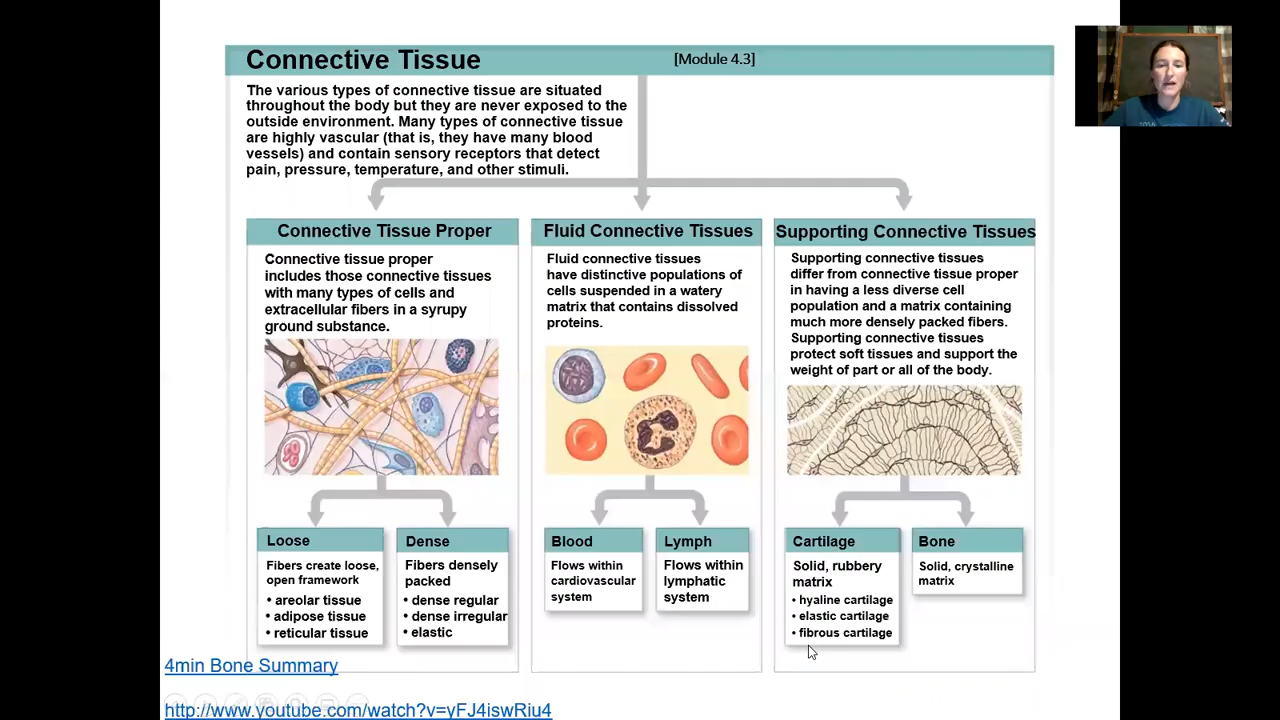 Connective Tissue
[Module 4.3]
The various types of connective tissue are situated
throughout the body but they are never exposed to the
outside environment. Many types of connective tissue
are highly vascular (that is, they have many blood
vessels) and contain sensory receptors that detect
pain, pressure, temperature, and other stimuli.
Connective Tissue Proper
Connective tissue proper
includes those connective tissues
with many types of cells and
extracellular fibers in a syrupy
ground substance.
Loose
Fibers create loose,
open framework
• areolar tissue
• adipose tissue
• reticular tissue
Dense
Fibers densely
packed
• dense regular
• dense irregular
• elastic
Fluid Connective Tissues
Fluid connective tissues
have distinctive populations of
cells suspended in a watery
matrix that contains dissolved
proteins.
Blood
Flows within
cardiovascular
system
Lymph
Flows within
lymphatic
system
Supporting Connective Tissues
Supporting connective tissues
differ from connective tissue proper
in having a less diverse cell
population and a matrix containing
much more densely packed fibers.
Supporting connective tissues
protect soft tissues and support the
weight of part or all of the body.
Cartilage
Solid, rubbery
matrix
• hyaline cartilage
• elastic cartilage
• fibrous cartilage
Bone
Solid, crystalline
matrix
4min Bone Summary
http://www.youtube.com/watch?v=yFJ4iswRiu4